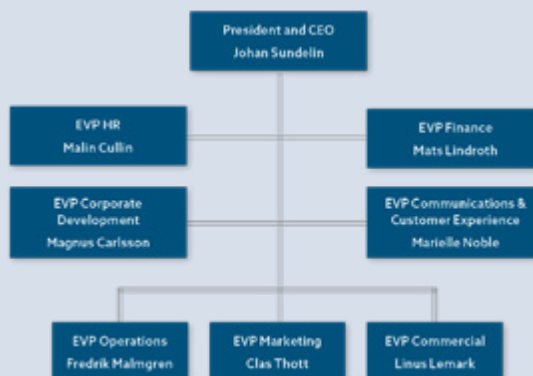 President and CEO
Johan Sundelin
EVP HR
Malin Cullin
EVP Finance
Mats Lindroth
EVP Corporate
Development
Magnus Carlsson
EVP Communications &
Customer Experience
Marielle Noble
EVP Operations
Fredrik Malmgren
EVP Marketing
Clas Thott
EVP Commercial
Linus Lemark